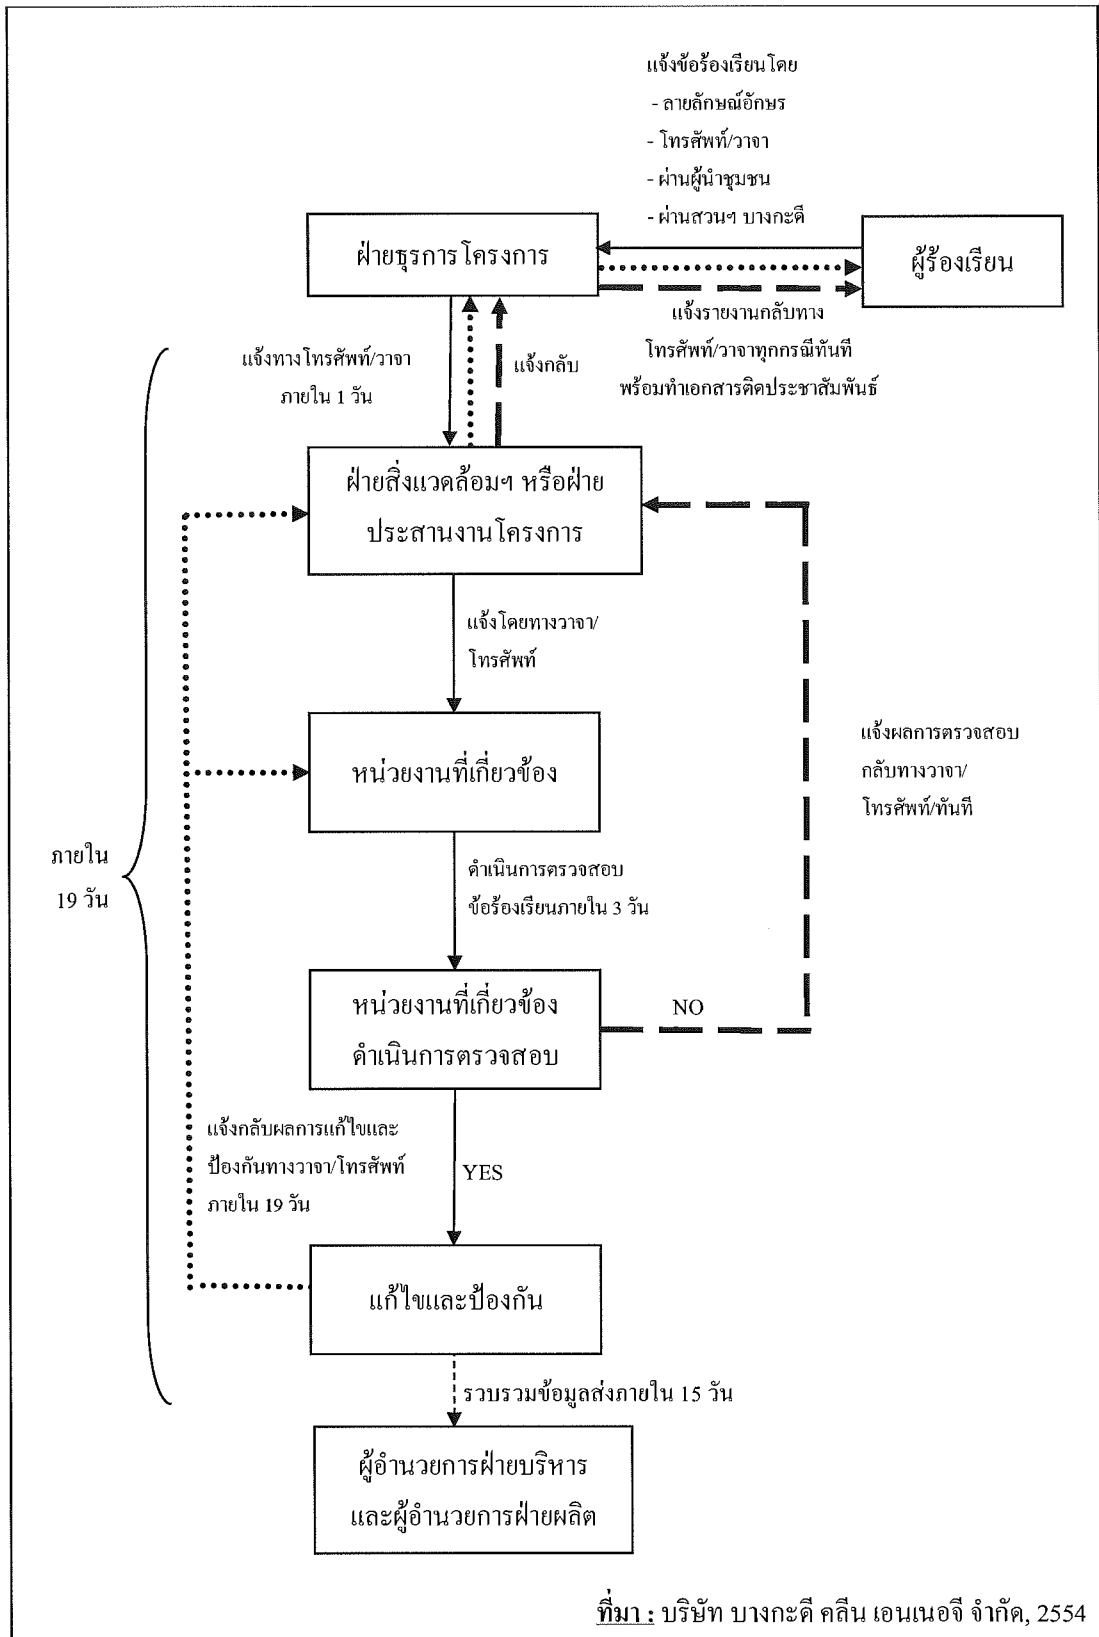 แจ้งข้อร้องเรียนโดย
- ลายลักษณ์อักษร
- โทรศัพท์/วาจา
- ผ่านผู้นำชุมชน
- ผ่านสวนฯ บางกะดี
ฝ่ายธุรการโครงการ
ผู้ร้องเรียน
แจ้งรายงานกลับทาง
โทรศัพท์/วาจาทุกกรณีทันที
พร้อมทำเอกสารติดประชาสัมพันธ์
แจ้งทางโทรศัพท์/วาจา
ภายใน 1 วัน
แจ้งกลับ
ฝ่ายสิ่งแวดล้อมฯ หรือฝ่าย
ประสานงานโครงการ
แจ้งโดยทางวาจา/
โทรศัพท์
หน่วยงานที่เกี่ยวข้อง
แจ้งผลการตรวจสอบ
กลับทางวาจา/
โทรศัพท์/ทันที
ภายใน
19 วัน
ดำเนินการตรวจสอบ
ข้อร้องเรียนภายใน 3 วัน
หน่วยงานที่เกี่ยวข้อง
ดำเนินการตรวจสอบ
NO
แจ้งกลับผลการแก้ไขและ
ป้องกันทางวาจา/โทรศัพท์
ภายใน 19 วัน
YES
แก้ไขและป้องกัน
รวบรวมข้อมูลส่งภายใน 15 วัน
ผู้อำนวยการฝ่ายบริหาร
และผู้อำนวยการฝ่ายผลิต
ที่มา : บริษัท บางกะดี คลีน เอนเนอจี จำกัด, 2554